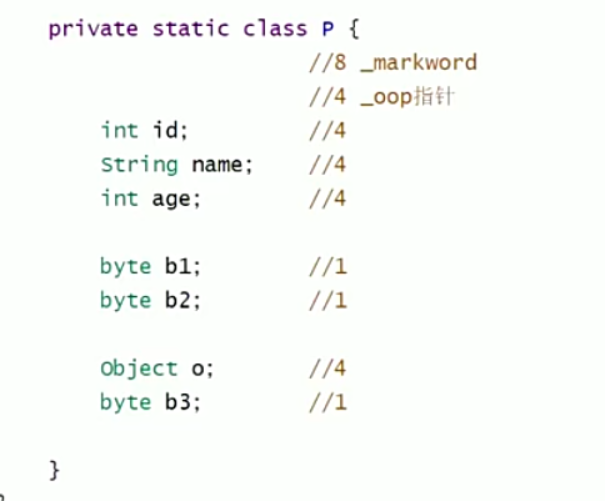 private static class P {
//8 _markword
//4 _oop指针
int id; //4
String name; //4
int age; //4
byte b1; //1
byte b2; //1
Object o; //4
byte b3; //1
}